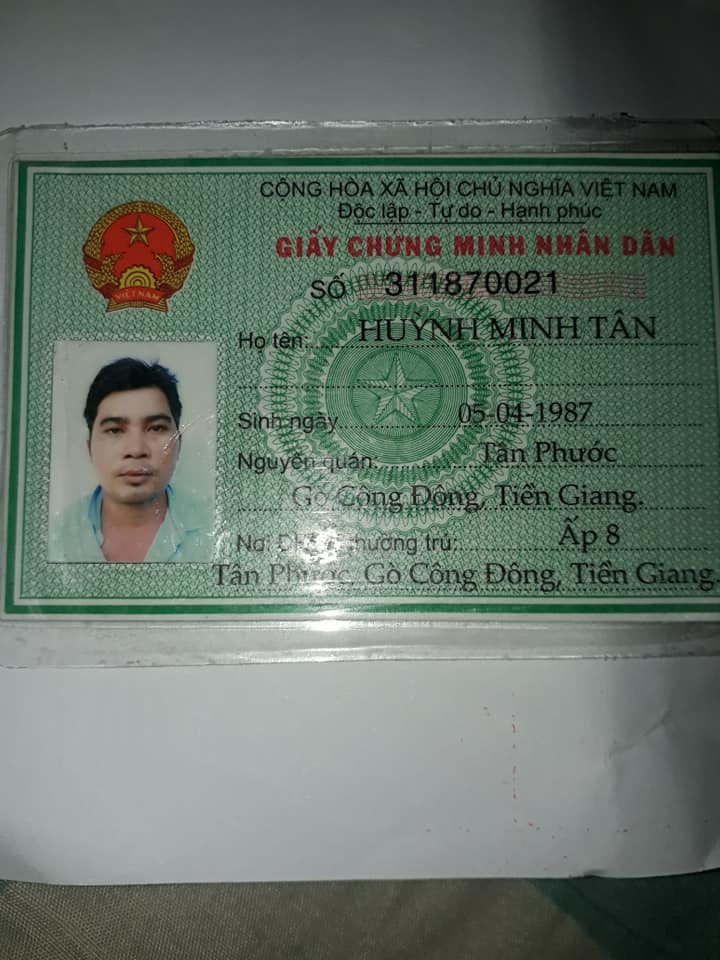 CỘNG HÒA XÃ HỘI CHỦ NGHĨA VIỆT NAM
Độc lập - Tự do - Hạnh phúc
GIẤY CHỨNG MINH NHÂN DÂN
SỐ 311870021
VIỆT NAM
Họ tên: HUỲNH MINH TÂN
Sinh ngày 05-04-1987
Nguyên quán: Tân Phước
Gò Công Đông, Tiền Giang.
Nơi thường trú: Ấp 8
Tân Phước, Gò Công Đông, Tiền Giang.